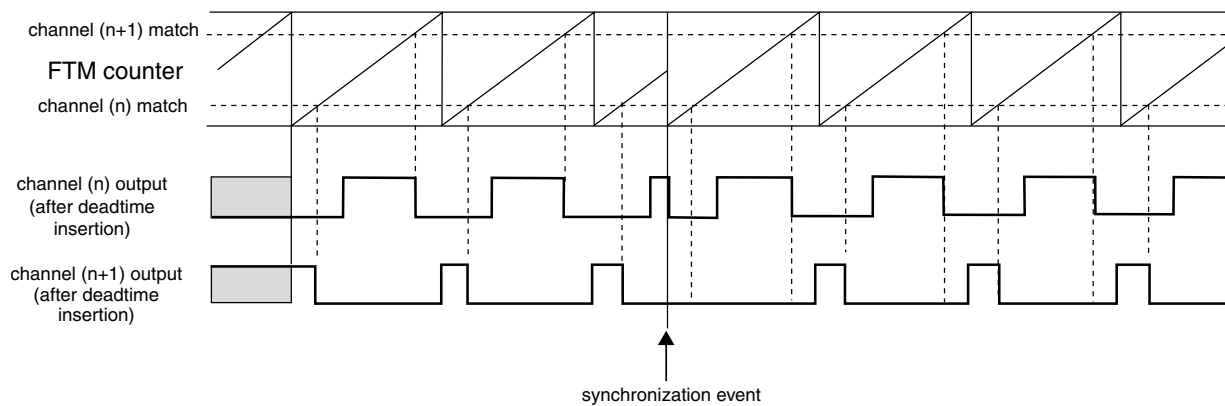 channel (n+1) match
FTM counter
channel (n) match
channel (n) output
(after deadtime
insertion)
channel (n+1) output
(after deadtime
insertion)
synchronization event